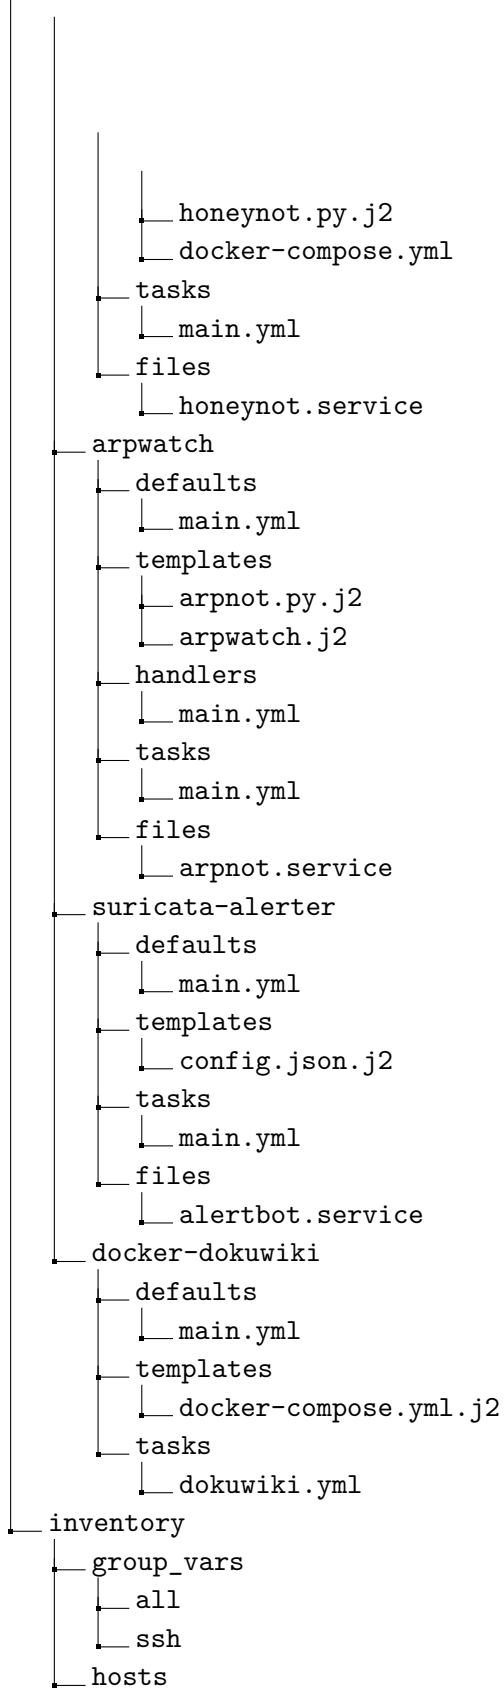 honeynot.py.j2
docker-compose.yml
tasks
main.yml
files
honeynot.service
arpwatch
defaults
main.yml
templates
arpnot.py.j2
arpwatch.j2
handlers
main.yml
tasks
main.yml
files
arpnot.service
suricata-alerter
defaults
main.yml
templates
config.json.j2
tasks
main.yml
files
alertbot.service
docker-dokuwiki
defaults
main.yml
templates
docker-compose.yml.j2
tasks
dokuwiki.yml
inventory
group_vars
all
ssh
hosts